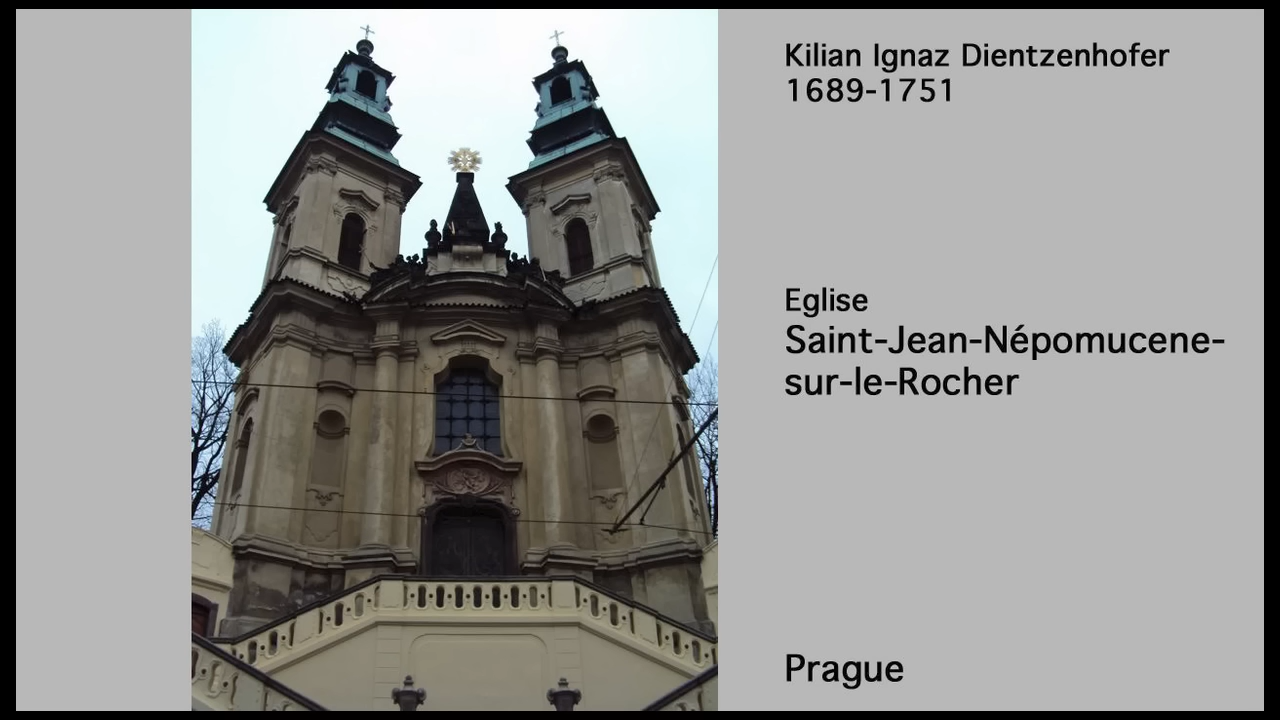 Kilian Ignaz Dientzenhofer
1689-1751
Eglise
Saint-Jean-Népomucene-
sur-le-Rocher
Prague